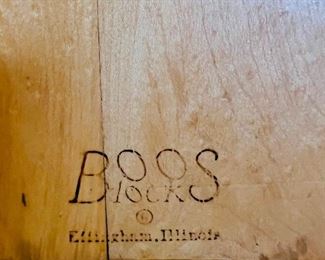 BOOS
Blocks
®
Effingham, Illinois